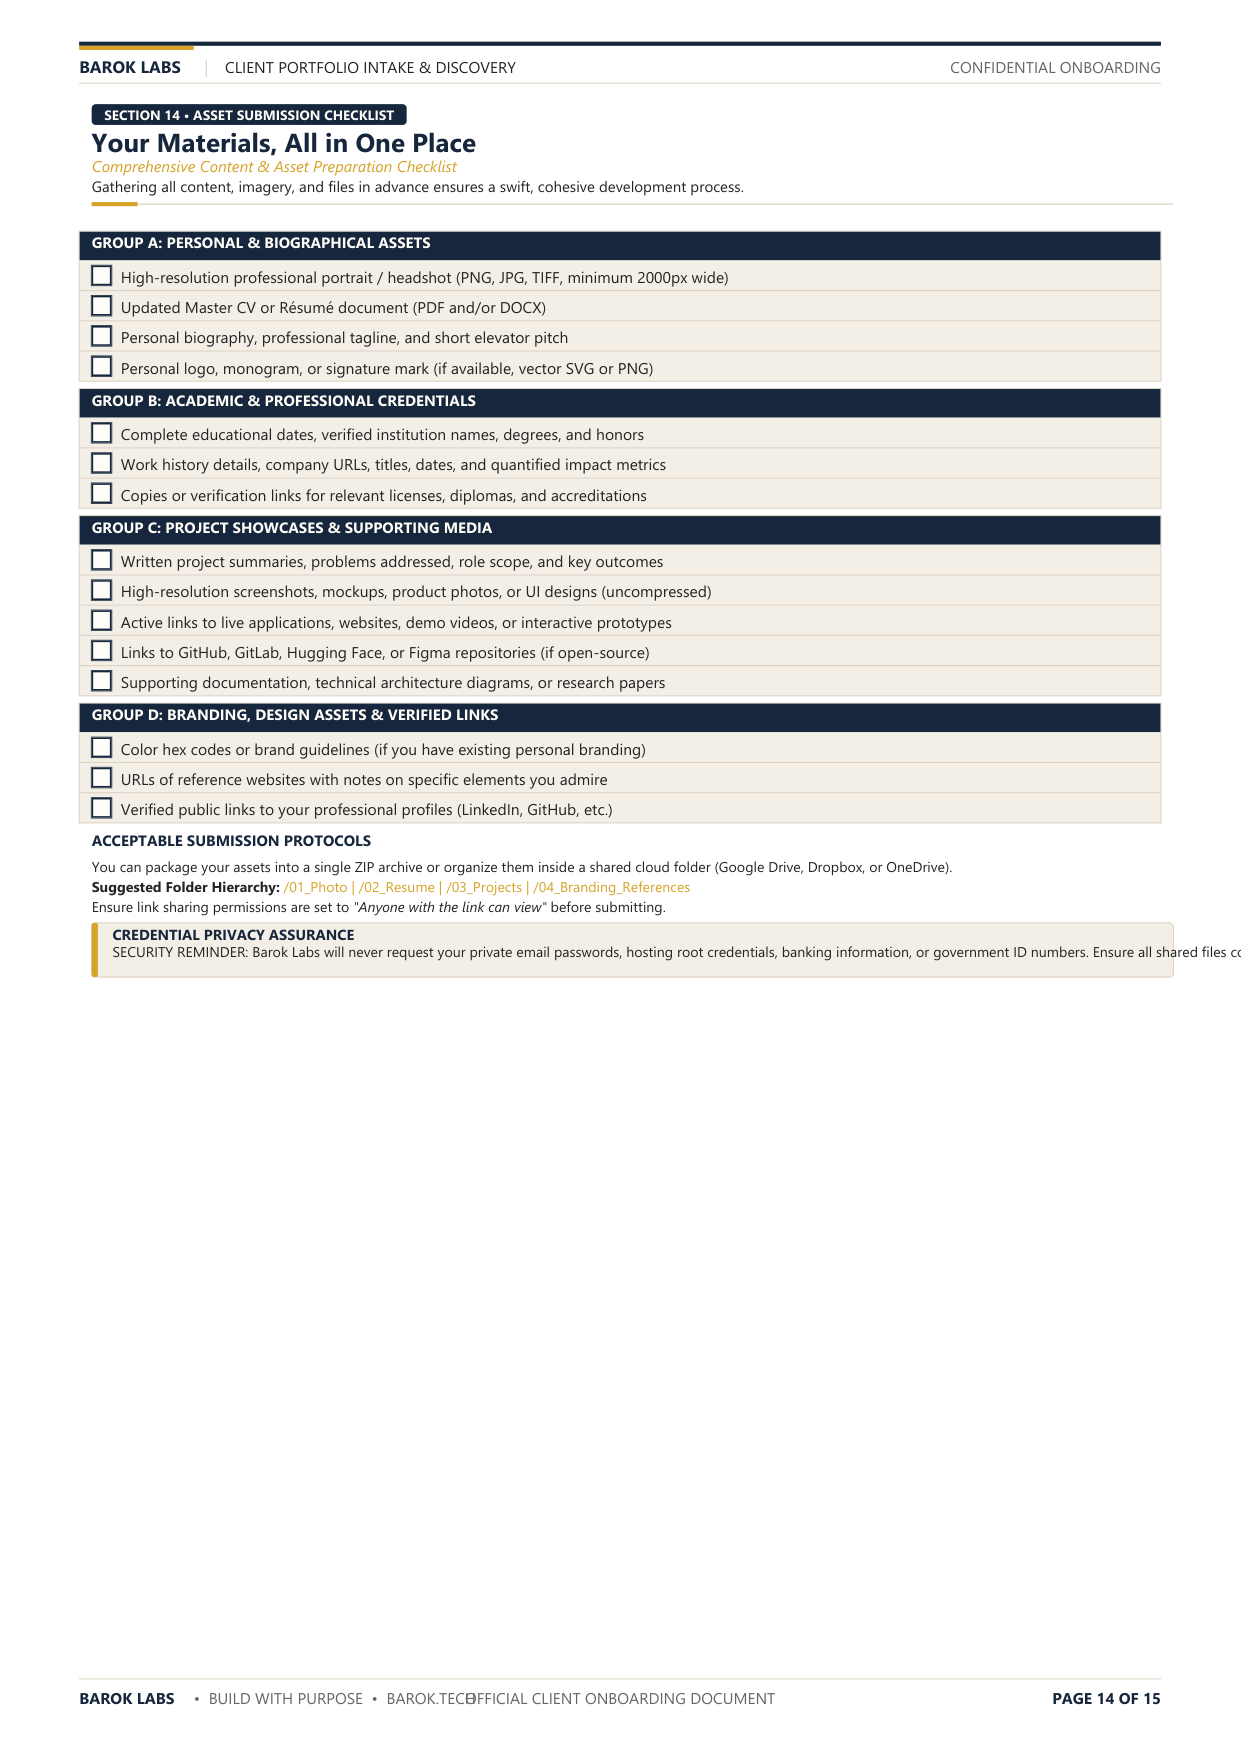 BAROK LABS | CLIENT PORTFOLIO INTAKE & DISCOVERY CONFIDENTIAL ONBOARDING
SECTION 14 • ASSET SUBMISSION CHECKLIST
Your Materials, All in One Place
Comprehensive Content & Asset Preparation Checklist
Gathering all content, imagery, and files in advance ensures a swift, cohesive development process.
GROUP A: PERSONAL & BIOGRAPHICAL ASSETS
High-resolution professional portrait / headshot (PNG, JPG, TIFF, minimum 2000px wide)
Updated Master CV or Résumé document (PDF and/or DOCX)
Personal biography, professional tagline, and short elevator pitch
Personal logo, monogram, or signature mark (if available, vector SVG or PNG)
GROUP B: ACADEMIC & PROFESSIONAL CREDENTIALS
Complete educational dates, verified institution names, degrees, and honors
Work history details, company URLs, titles, dates, and quantified impact metrics
Copies or verification links for relevant licenses, diplomas, and accreditations
GROUP C: PROJECT SHOWCASES & SUPPORTING MEDIA
Written project summaries, problems addressed, role scope, and key outcomes
High-resolution screenshots, mockups, product photos, or UI designs (uncompressed)
Active links to live applications, websites, demo videos, or interactive prototypes
Links to GitHub, GitLab, Hugging Face, or Figma repositories (if open-source)
Supporting documentation, technical architecture diagrams, or research papers
GROUP D: BRANDING, DESIGN ASSETS & VERIFIED LINKS
Color hex codes or brand guidelines (if you have existing personal branding)
URLs of reference websites with notes on specific elements you admire
Verified public links to your professional profiles (LinkedIn, GitHub, etc.)
ACCEPTABLE SUBMISSION PROTOCOLS
You can package your assets into a single ZIP archive or organize them inside a shared cloud folder (Google Drive, Dropbox, or OneDrive).
Suggested Folder Hierarchy: /01_Photo | /02_Resume | /03_Projects | /04_Branding_References
Ensure link sharing permissions are set to "Anyone with the link can view" before submitting.
CREDENTIAL PRIVACY ASSURANCE
SECURITY REMINDER: Barok Labs will never request your private email passwords, hosting root credentials, banking information, or government ID numbers. Ensure all shared files
BAROK LABS • BUILD WITH PURPOSE • BAROK.TECH OFFICIAL CLIENT ONBOARDING DOCUMENT PAGE 14 OF 15